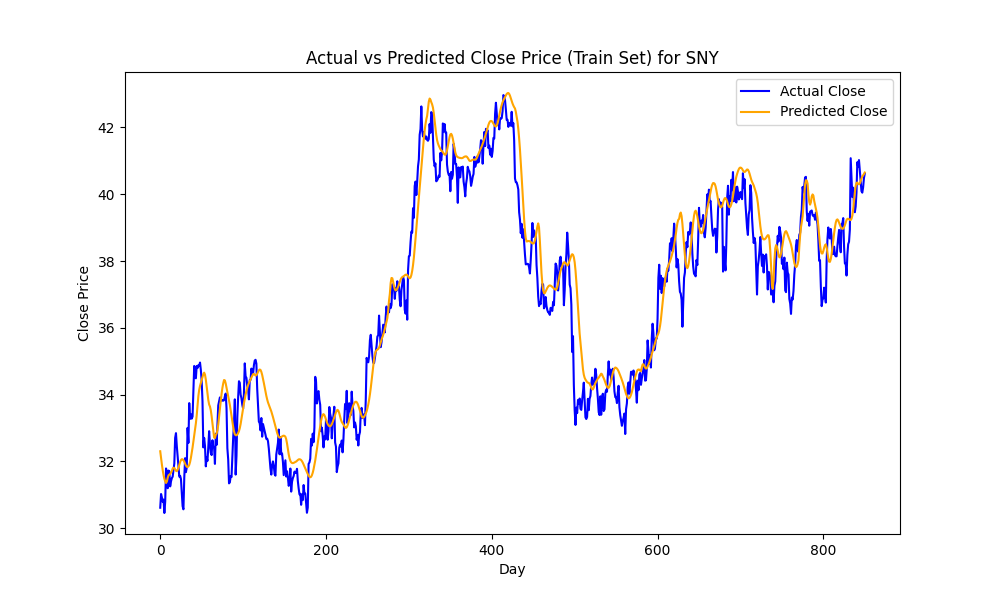 Actual vs Predicted Close Price (Train Set) for SNY
Actual Close
Predicted Close
Close Price
42
40
38
36
34
32
30
0 200 400 600 800
Day